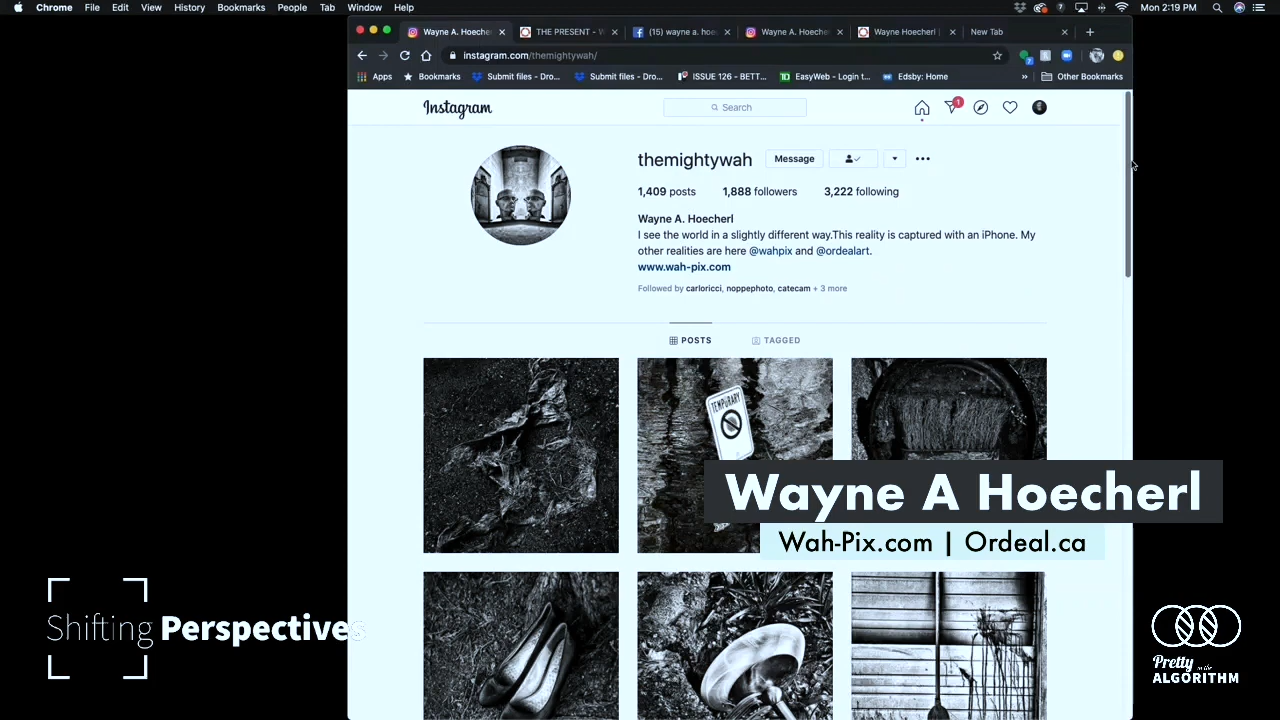 Chrome File Edit View History Bookmarks People Tab Window Help
Mon 2:19 PM
Wayne A. Hoecher
THE PRESENT - W
(15) wayne a. hoe
Wayne A. Hoecher
Wayne Hoecherl |
New Tab
instagram.com/themightywah/
Apps
Bookmarks
Submit files - Dro...
Submit files - Dro...
ISSUE 126 - BETT...
EasyWeb - Login t...
Edsby: Home
»
Other Bookmarks
Instagram
Search
1
themightywah
Message
1,409 posts 1,888 followers 3,222 following
Wayne A. Hoecherl
I see the world in a slightly different way.This reality is captured with an iPhone. My
other realities are here @wahpix and @ordealart.
www.wah-pix.com
Followed by carloricci, noppephoto, catecam + 3 more
POSTS
TAGGED
TEMPORARY
Wayne A Hoecherl
Wah-Pix.com | Ordeal.ca
Shifting Perspectives
Pretty in the
ALGORITHM